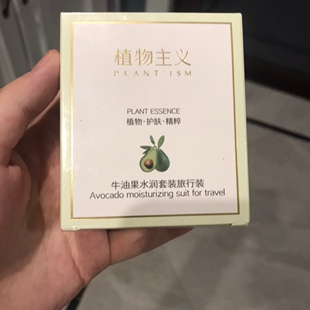 植物主义
PLANT'ISM
PLANT ESSENCE
植物·护肤·精粹
牛油果水润套装旅行装
Avocado moisturizing suit for travel